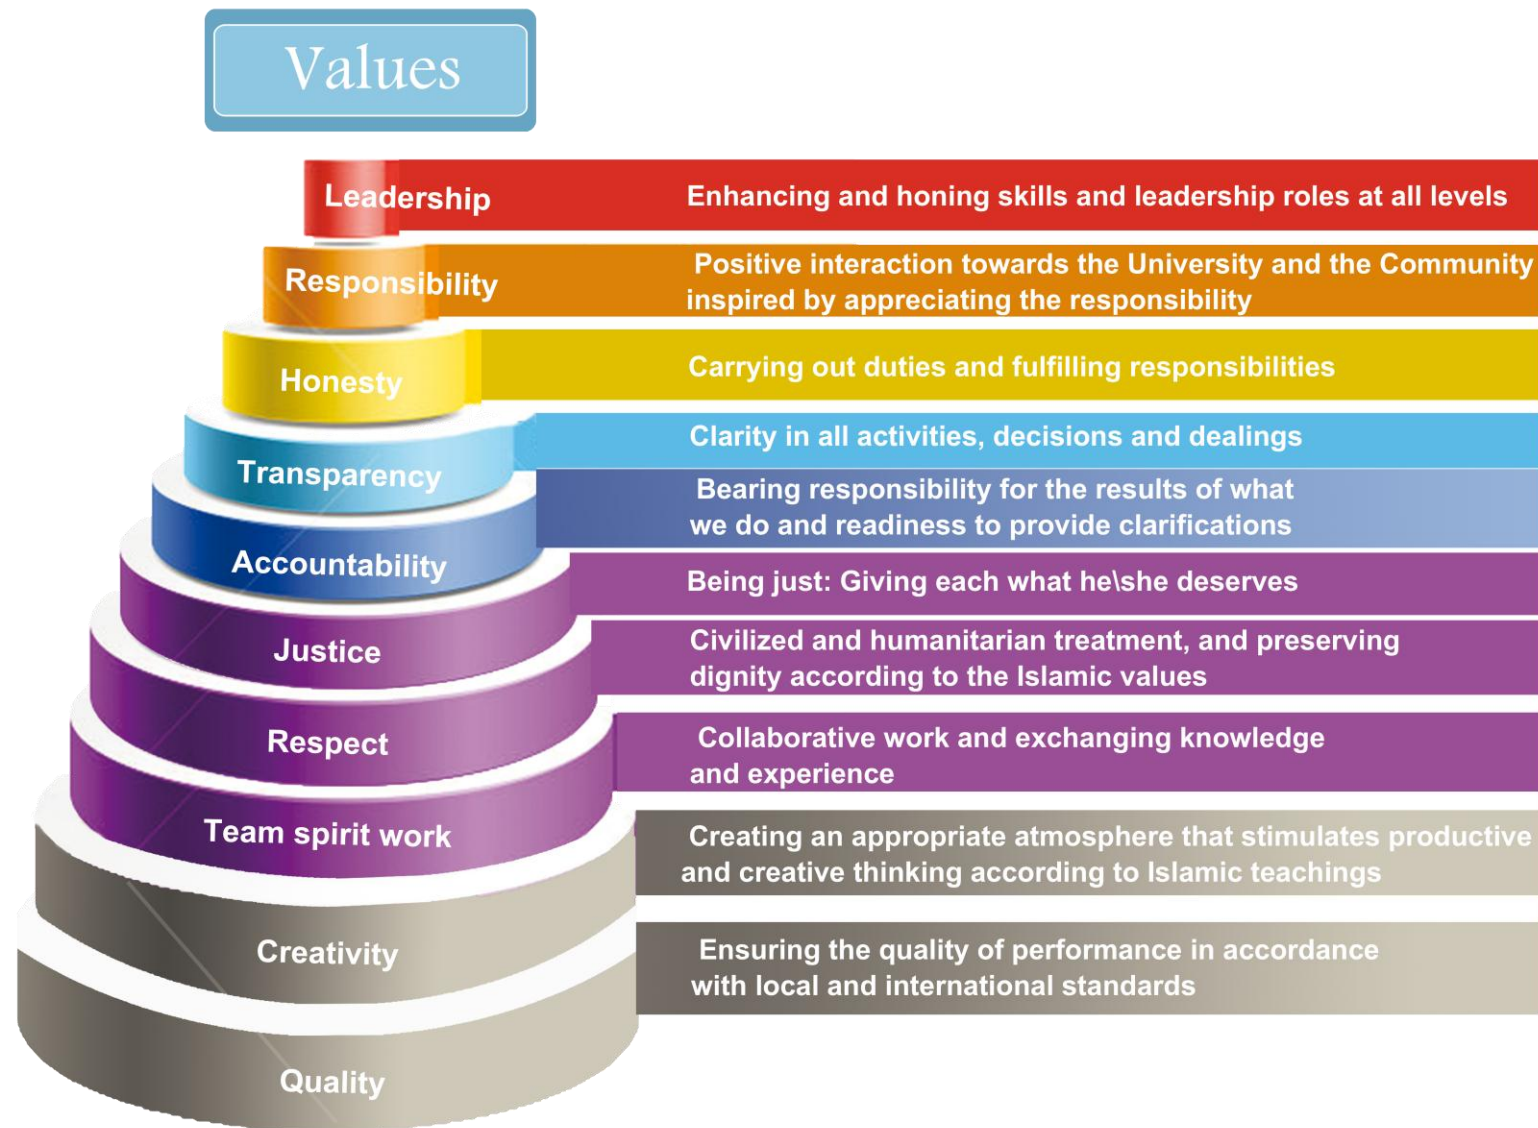 Values
Leadership
Enhancing and honing skills and leadership roles at all levels
Responsibility
Positive interaction towards the University and the Community
inspired by appreciating the responsibility
Honesty
Carrying out duties and fulfilling responsibilities
Transparency
Clarity in all activities, decisions and dealings
Accountability
Bearing responsibility for the results of what
we do and readiness to provide clarifications
Justice
Being just: Giving each what he\she deserves
Respect
Civilized and humanitarian treatment, and preserving
dignity according to the Islamic values
Team spirit work
Collaborative work and exchanging knowledge
and experience
Creativity
Creating an appropriate atmosphere that stimulates productive
and creative thinking according to Islamic teachings
Quality
Ensuring the quality of performance in accordance
with local and international standards